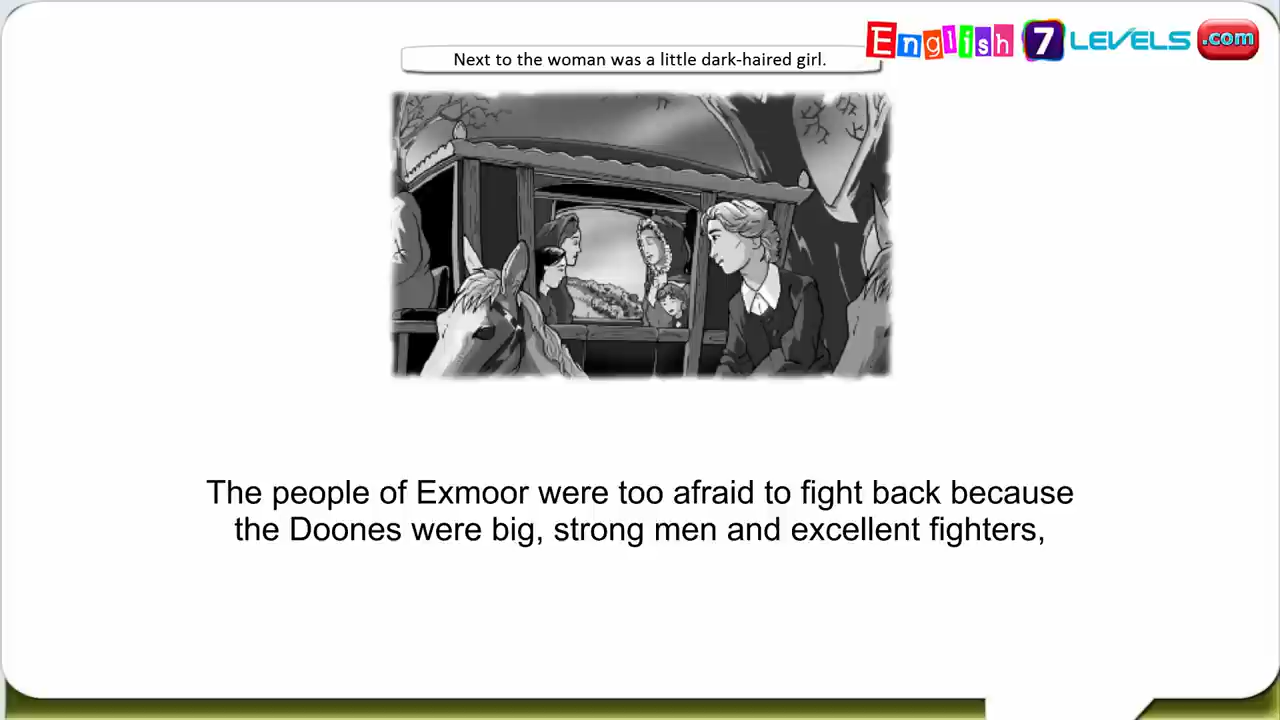 English 7 LEVELS .com
Next to the woman was a little dark-haired girl.
The people of Exmoor were too afraid to fight back because
the Doones were big, strong men and excellent fighters,